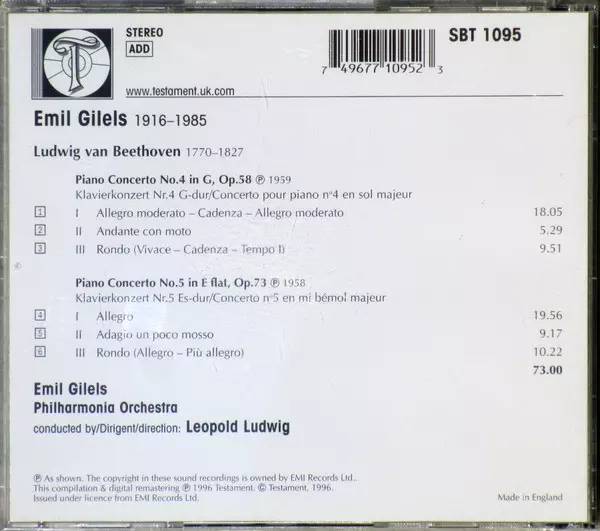 STEREO
ADD
SBT 1095
7 49677 10952 3
www.testament.uk.com
Emil Gilels 1916–1985
Ludwig van Beethoven 1770–1827
Piano Concerto No.4 in G, Op.58 ℗ 1959
Klavierkonzert Nr.4 G-dur/Concerto pour piano n°4 en sol majeur
1 I Allegro moderato – Cadenza – Allegro moderato 18.05
2 II Andante con moto 5.29
3 III Rondo (Vivace – Cadenza – Tempo I) 9.51
Piano Concerto No.5 in E flat, Op.73 ℗ 1958
Klavierkonzert Nr.5 Es-dur/Concerto n°5 en mi bémol majeur
4 I Allegro 19.56
5 II Adagio un poco mosso 9.17
6 III Rondo (Allegro – Più allegro) 10.22
73.00
Emil Gilels
Philharmonia Orchestra
conducted by/Dirigent/direction: Leopold Ludwig
℗ As shown. The copyright in these sound recordings is owned by EMI Records Ltd..
This compilation & digital remastering ℗ 1996 Testament. © Testament, 1996.
Issued under licence from EMI Records Ltd.
Made in England